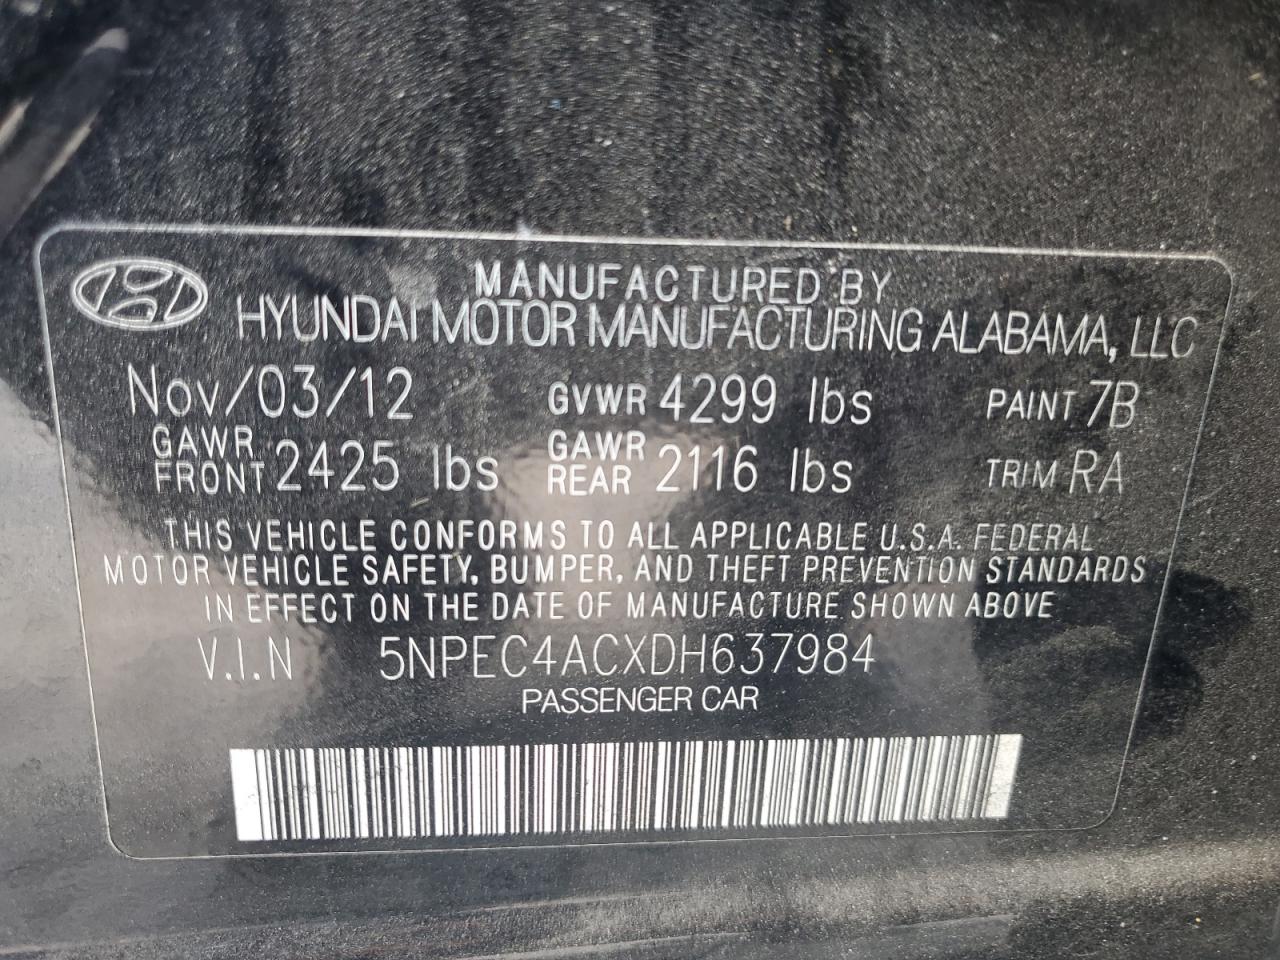 MANUFACTURED BY
HYUNDAI MOTOR MANUFACTURING ALABAMA, LLC
Nov/03/12 GVWR 4299 lbs PAINT 7B
GAWR FRONT 2425 lbs GAWR REAR 2116 lbs TRIM RA
THIS VEHICLE CONFORMS TO ALL APPLICABLE U.S.A. FEDERAL
MOTOR VEHICLE SAFETY, BUMPER, AND THEFT PREVENTION STANDARDS
IN EFFECT ON THE DATE OF MANUFACTURE SHOWN ABOVE
V.I.N 5NPEC4ACXDH637984
PASSENGER CAR